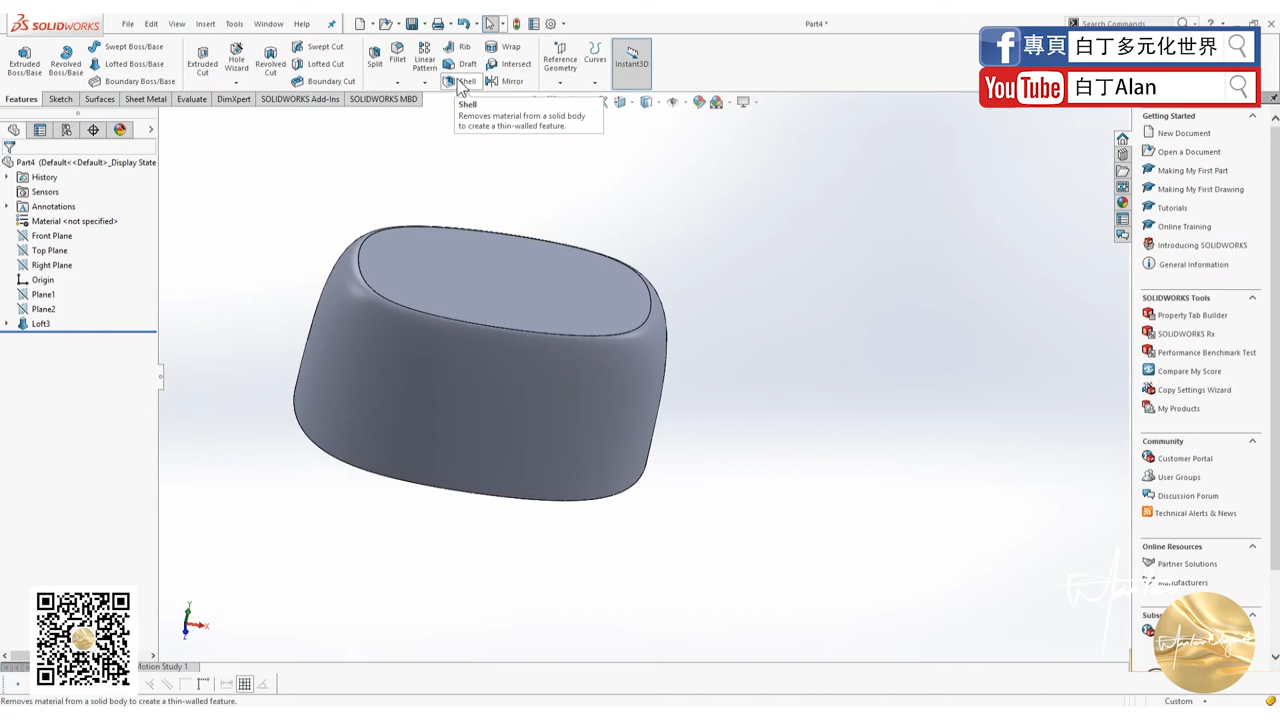 SOLIDWORKS
File
Edit
View
Insert
Tools
Window
Help
Part4 *
Search Commands
專頁 白丁多元化世界
YouTube 白丁Alan
Extruded Boss/Base
Revolved Boss/Base
Swept Boss/Base
Lofted Boss/Base
Boundary Boss/Base
Extruded Cut
Hole Wizard
Revolved Cut
Swept Cut
Lofted Cut
Boundary Cut
Split
Fillet
Linear Pattern
Rib
Draft
Shell
Wrap
Intersect
Mirror
Reference Geometry
Curves
Instant3D
Features
Sketch
Surfaces
Sheet Metal
Evaluate
DimXpert
SOLIDWORKS Add-Ins
SOLIDWORKS MBD
Shell
Removes material from a solid body
to create a thin-walled feature.
Part4 (Default<<Default>_Display State
History
Sensors
Annotations
Material <not specified>
Front Plane
Top Plane
Right Plane
Origin
Plane1
Plane2
Loft3
Getting Started
New Document
Open a Document
Making My First Part
Making My First Drawing
Tutorials
Online Training
Introducing SOLIDWORKS
General Information
SOLIDWORKS Tools
Property Tab Builder
SOLIDWORKS Rx
Performance Benchmark Test
Compare My Score
Copy Settings Wizard
My Products
Community
Customer Portal
User Groups
Discussion Forum
Technical Alerts & News
Online Resources
Partner Solutions
Manufacturers
Y
X
Z
Motion Study 1
Removes material from a solid body to create a thin-walled feature.
Custom